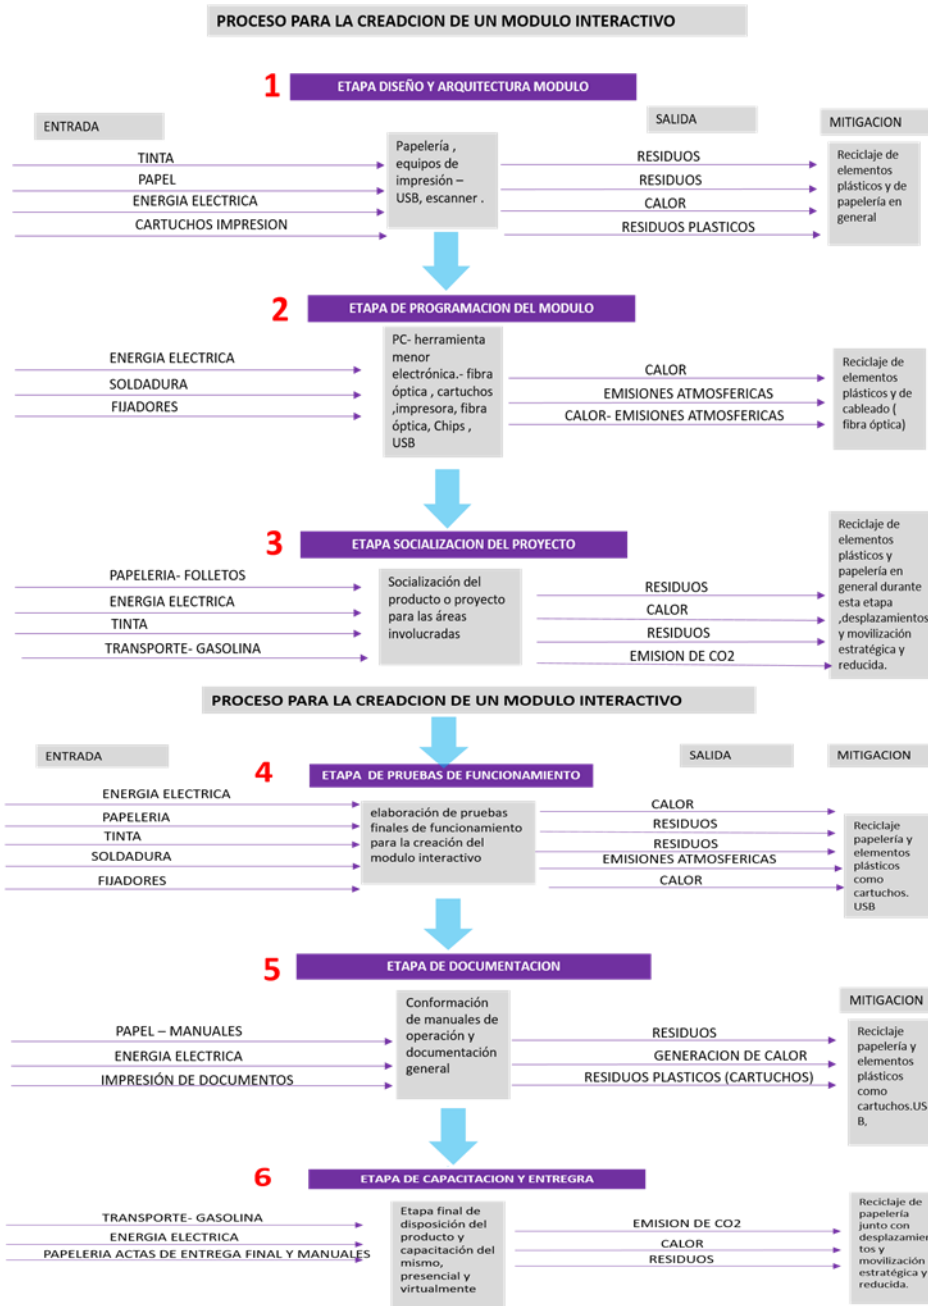 PROCESO PARA LA CREADCION DE UN MODULO INTERACTIVO
1
ETAPA DISEÑO Y ARQUITECTURA MODULO
ENTRADA
SALIDA
MITIGACION
TINTA
PAPEL
ENERGIA ELECTRICA
CARTUCHOS IMPRESION
Papelería ,
equipos de
impresión –
USB, escanner .
RESIDUOS
RESIDUOS
CALOR
RESIDUOS PLASTICOS
Reciclaje de
elementos
plásticos y de
papelería en
general
2
ETAPA DE PROGRAMACION DEL MODULO
ENERGIA ELECTRICA
SOLDADURA
FIJADORES
PC- herramienta
menor
electrónica.- fibra
óptica , cartuchos
,impresora, fibra
óptica, Chips ,
USB
CALOR
EMISIONES ATMOSFERICAS
CALOR- EMISIONES ATMOSFERICAS
Reciclaje de
elementos
plásticos y de
cableado (
fibra óptica)
3
ETAPA SOCIALIZACION DEL PROYECTO
PAPELERIA- FOLLETOS
ENERGIA ELECTRICA
TINTA
TRANSPORTE- GASOLINA
Socialización del
producto o proyecto
para las áreas
involucradas
RESIDUOS
CALOR
RESIDUOS
EMISION DE CO2
Reciclaje de
elementos
plásticos y
papelería en
general durante
esta etapa
,desplazamientos
y movilización
estratégica y
reducida.
PROCESO PARA LA CREADCION DE UN MODULO INTERACTIVO
ENTRADA
SALIDA
MITIGACION
4
ETAPA DE PRUEBAS DE FUNCIONAMIENTO
ENERGIA ELECTRICA
PAPELERIA
TINTA
SOLDADURA
FIJADORES
elaboración de pruebas
finales de funcionamiento
para la creación del
modulo interactivo
CALOR
RESIDUOS
RESIDUOS
EMISIONES ATMOSFERICAS
CALOR
Reciclaje
papelería y
elementos
plásticos
como
cartuchos.
USB
5
ETAPA DE DOCUMENTACION
MITIGACION
PAPEL – MANUALES
ENERGIA ELECTRICA
IMPRESIÓN DE DOCUMENTOS
Conformación
de manuales de
operación y
documentación
general
RESIDUOS
GENERACION DE CALOR
RESIDUOS PLASTICOS (CARTUCHOS)
Reciclaje
papelería y
elementos
plásticos
como
cartuchos.US
B,
6
ETAPA DE CAPACITACION Y ENTREGRA
TRANSPORTE- GASOLINA
ENERGIA ELECTRICA
PAPELERIA ACTAS DE ENTREGA FINAL Y MANUALES
Etapa final de
disposición del
producto y
capacitación del
mismo,
presencial y
virtualmente
EMISION DE CO2
CALOR
RESIDUOS
Reciclaje de
papelería
junto con
desplazamien
tos y
movilización
estratégica y
reducida.